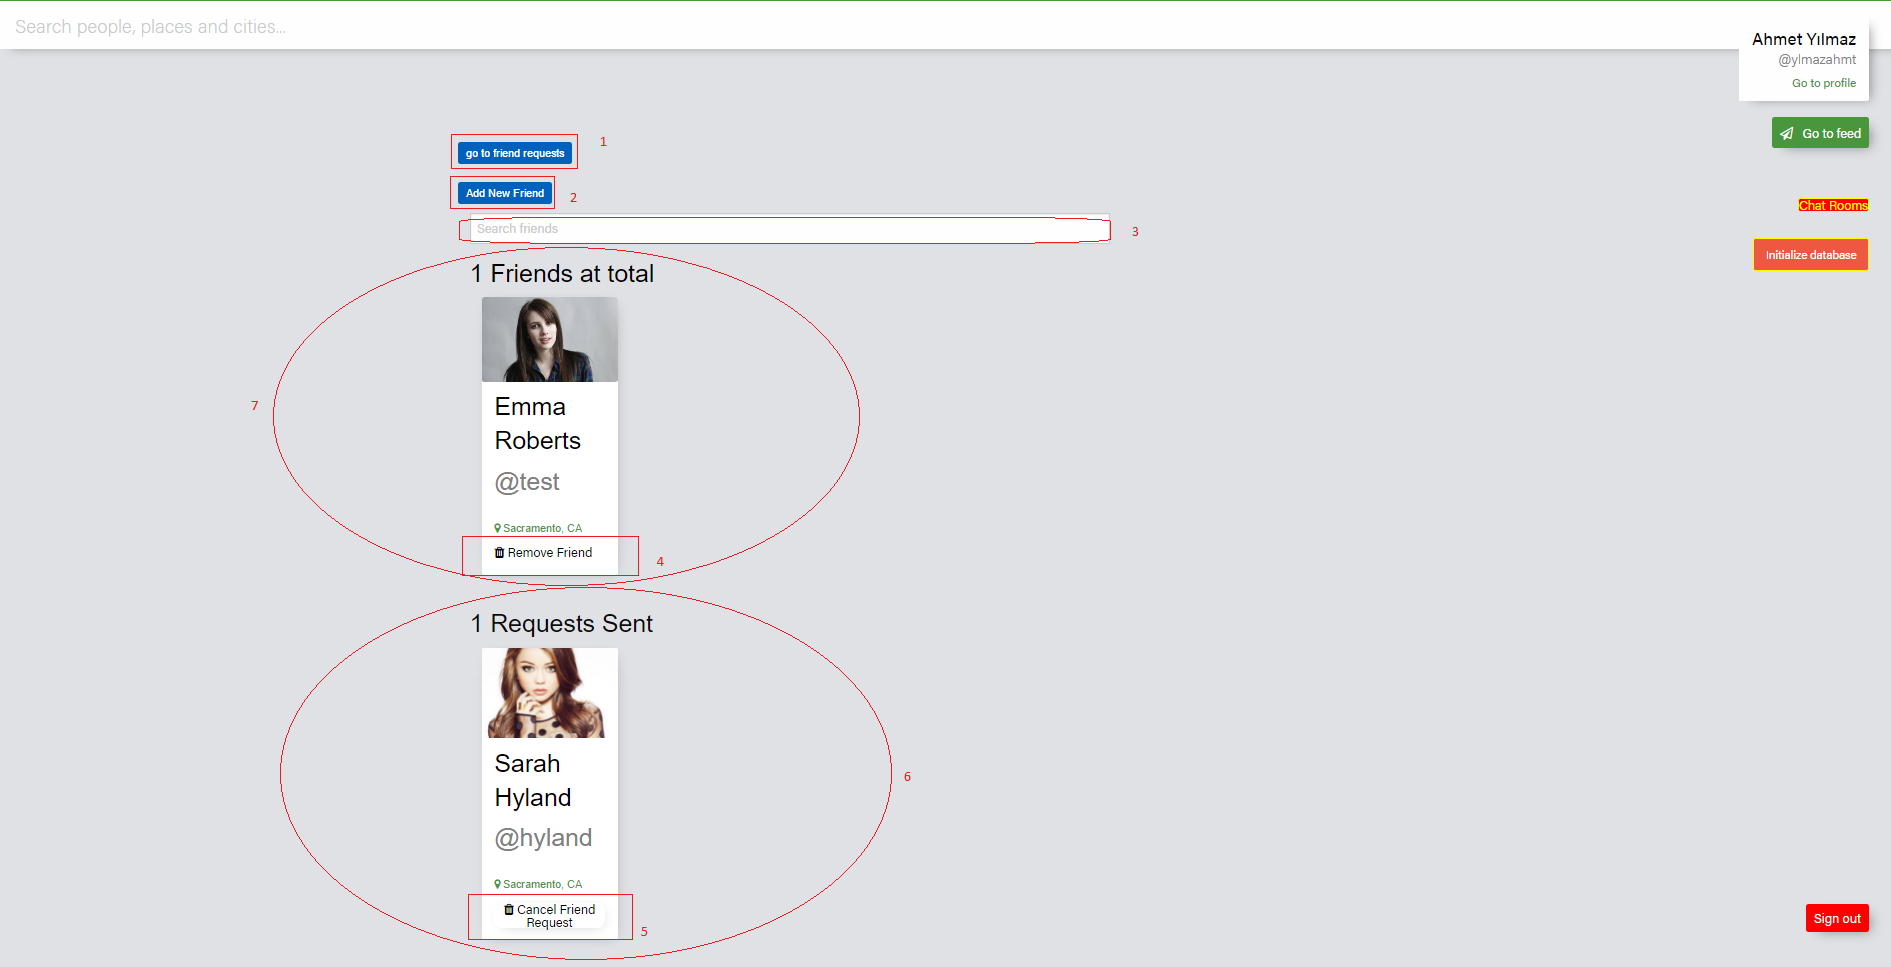 Search people, places and cities...
Ahmet Yılmaz
@ylmazahmt
Go to profile
Go to feed
go to friend requests
1
Add New Friend
2
Chat Rooms
Search friends
3
Initialize database
1 Friends at total
7
Emma
Roberts
@test
Sacramento, CA
Remove Friend
4
1 Requests Sent
Sarah
Hyland
6
@hyland
Sacramento, CA
Cancel Friend
Request
5
Sign out